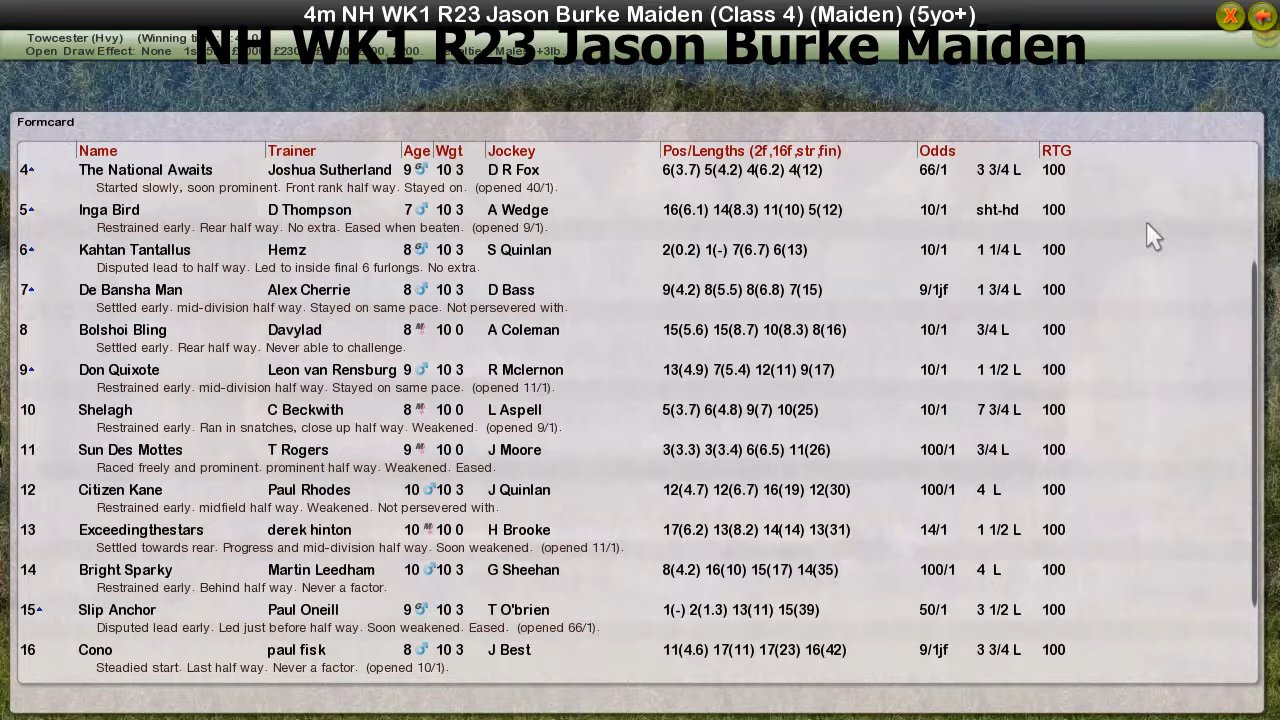 4m NH WK1 R23 Jason Burke Maiden (Class 4) (Maiden) (5yo+)
Towcester (Hvy) (Winning
Open Draw Effect: None
NH WK1 R23 Jason Burke Maiden
Formcard
Name Trainer Age Wgt Jockey Pos/Lengths (2f,16f,str,fin) Odds RTG
4 The National Awaits Joshua Sutherland 9 10 3 D R Fox 6(3.7) 5(4.2) 4(6.2) 4(12) 66/1 3 3/4 L 100
Started slowly, soon prominent. Front rank half way. Stayed on. (opened 40/1).
5 Inga Bird D Thompson 7 10 3 A Wedge 16(6.1) 14(8.3) 11(10) 5(12) 10/1 sht-hd 100
Restrained early. Rear half way. No extra. Eased when beaten. (opened 9/1).
6 Kahtan Tantallus Hemz 8 10 3 S Quinlan 2(0.2) 1(-) 7(6.7) 6(13) 10/1 1 1/4 L 100
Disputed lead to half way. Led to inside final 6 furlongs. No extra.
7 De Bansha Man Alex Cherrie 8 10 3 D Bass 9(4.2) 8(5.5) 8(6.8) 7(15) 9/1jf 1 3/4 L 100
Settled early. mid-division half way. Stayed on same pace. Not persevered with.
8 Bolshoi Bling Davylad 8 10 0 A Coleman 15(5.6) 15(8.7) 10(8.3) 8(16) 10/1 3/4 L 100
Settled early. Rear half way. Never able to challenge.
9 Don Quixote Leon van Rensburg 9 10 3 R Mclernon 13(4.9) 7(5.4) 12(11) 9(17) 10/1 1 1/2 L 100
Restrained early. mid-division half way. Stayed on same pace. (opened 11/1).
10 Shelagh C Beckwith 8 10 0 L Aspell 5(3.7) 6(4.8) 9(7) 10(25) 10/1 7 3/4 L 100
Restrained early. Ran in snatches, close up half way. Weakened. (opened 9/1).
11 Sun Des Mottes T Rogers 9 10 0 J Moore 3(3.3) 3(3.4) 6(6.5) 11(26) 100/1 3/4 L 100
Raced freely and prominent. prominent half way. Weakened. Eased.
12 Citizen Kane Paul Rhodes 10 10 3 J Quinlan 12(4.7) 12(6.7) 16(19) 12(30) 100/1 4 L 100
Restrained early. midfield half way. Weakened. Not persevered with.
13 Exceedingthestars derek hinton 10 10 0 H Brooke 17(6.2) 13(8.2) 14(14) 13(31) 14/1 1 1/2 L 100
Settled towards rear. Progress and mid-division half way. Soon weakened. (opened 11/1).
14 Bright Sparky Martin Leedham 10 10 3 G Sheehan 8(4.2) 16(10) 15(17) 14(35) 100/1 4 L 100
Restrained early. Behind half way. Never a factor.
15 Slip Anchor Paul Oneill 9 10 3 T O'brien 1(-) 2(1.3) 13(11) 15(39) 50/1 3 1/2 L 100
Disputed lead early. Led just before half way. Soon weakened. Eased. (opened 66/1).
16 Cono paul fisk 8 10 3 J Best 11(4.6) 17(11) 17(23) 16(42) 9/1jf 3 3/4 L 100
Steadied start. Last half way. Never a factor. (opened 10/1).